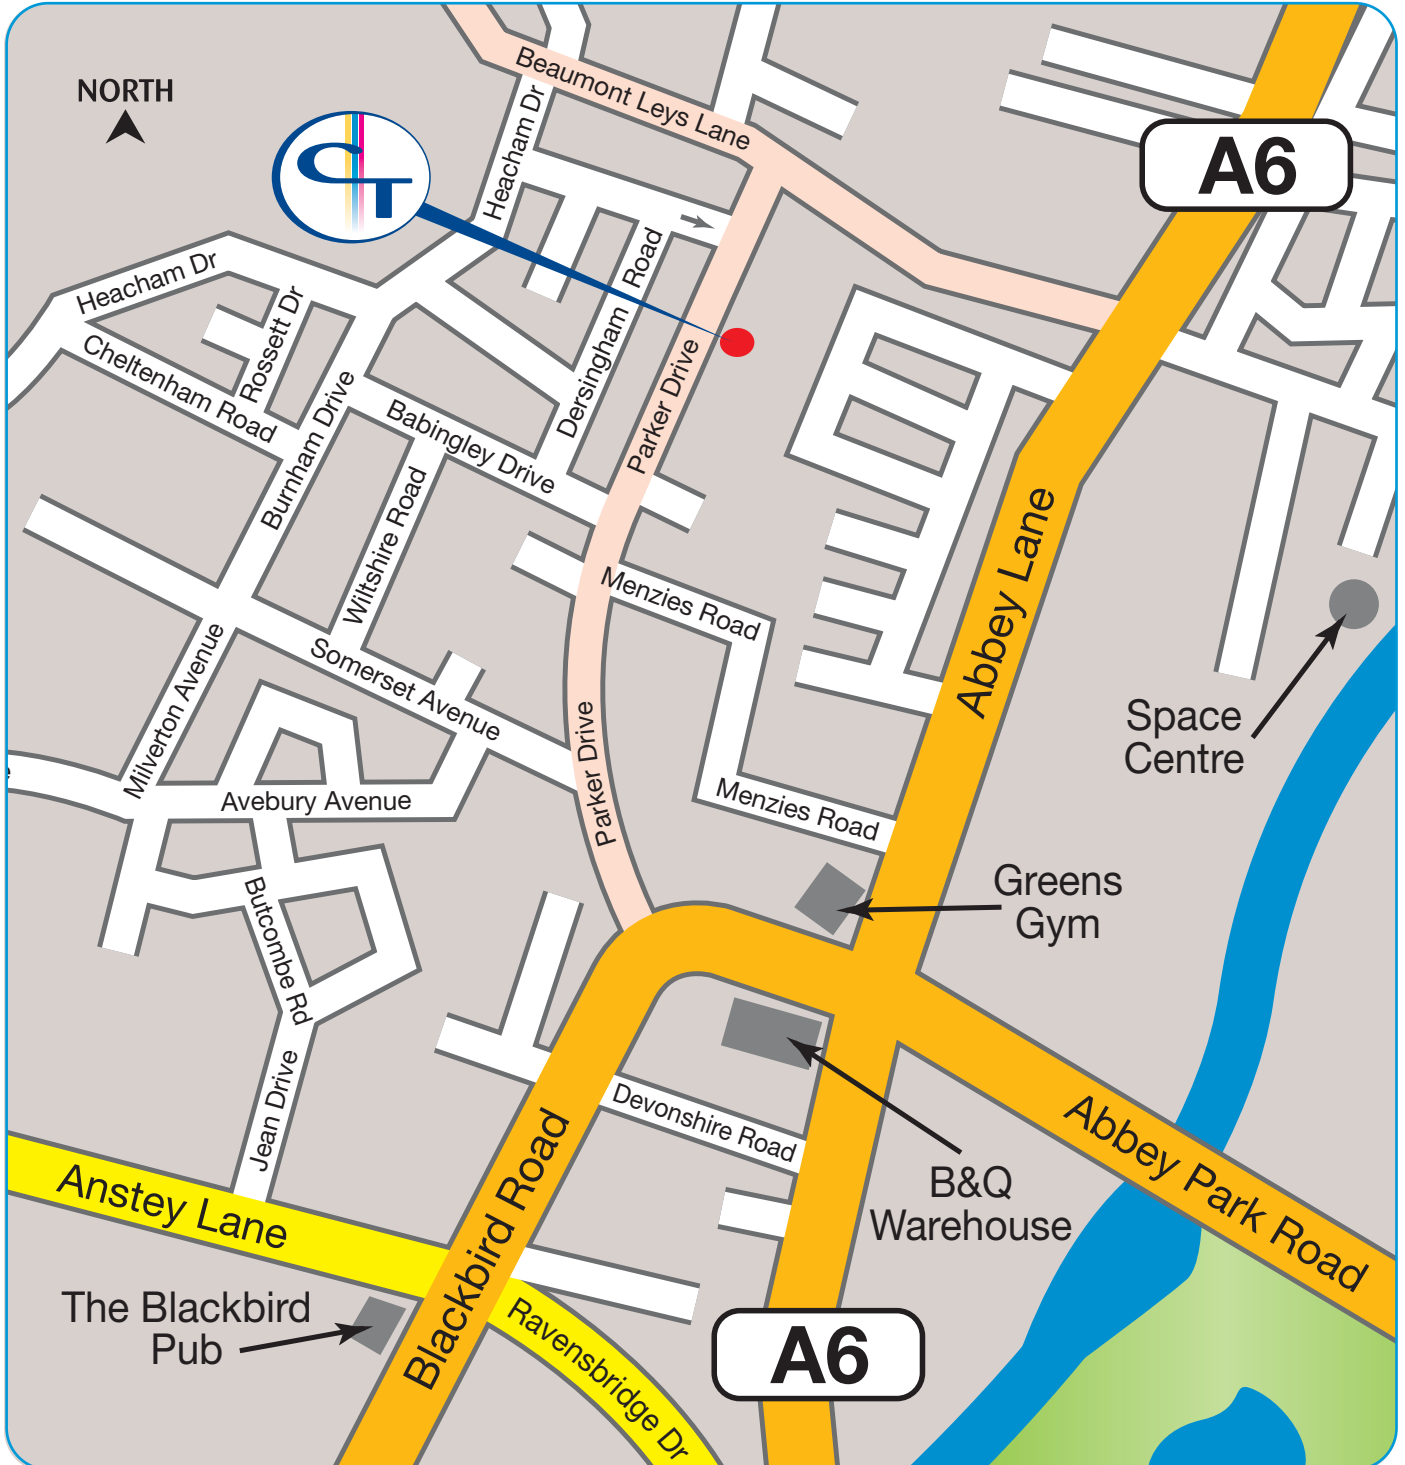 NORTH
Beaumont Leys Lane
Heacham Dr
A6
CT
Heacham Dr
Rossett Dr
Cheltenham Road
Dersingham Road
Parker Drive
Burnham Drive
Babingley Drive
Wiltshire Road
Abbey Lane
Menzies Road
Milverton Avenue
Somerset Avenue
Space
Centre
Parker Drive
Avebury Avenue
Menzies Road
Greens
Gym
Butcombe Rd
Jean Drive
Devonshire Road
Abbey Park Road
B&Q
Warehouse
Anstey Lane
Blackbird Road
The Blackbird
Pub
Ravensbridge Dr
A6